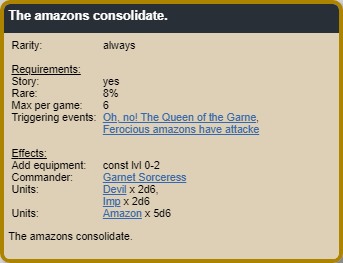 The amazons consolidate.
Rarity: always
Requirements:
Story: yes
Rare: 8%
Max per game: 6
Triggering events: Oh, no! The Queen of the Garne,
Ferocious amazons have attacke
Effects:
Add equipment: const lvl 0-2
Commander: Garnet Sorceress
Units: Devil x 2d6,
Imp x 2d6
Units: Amazon x 5d6
The amazons consolidate.